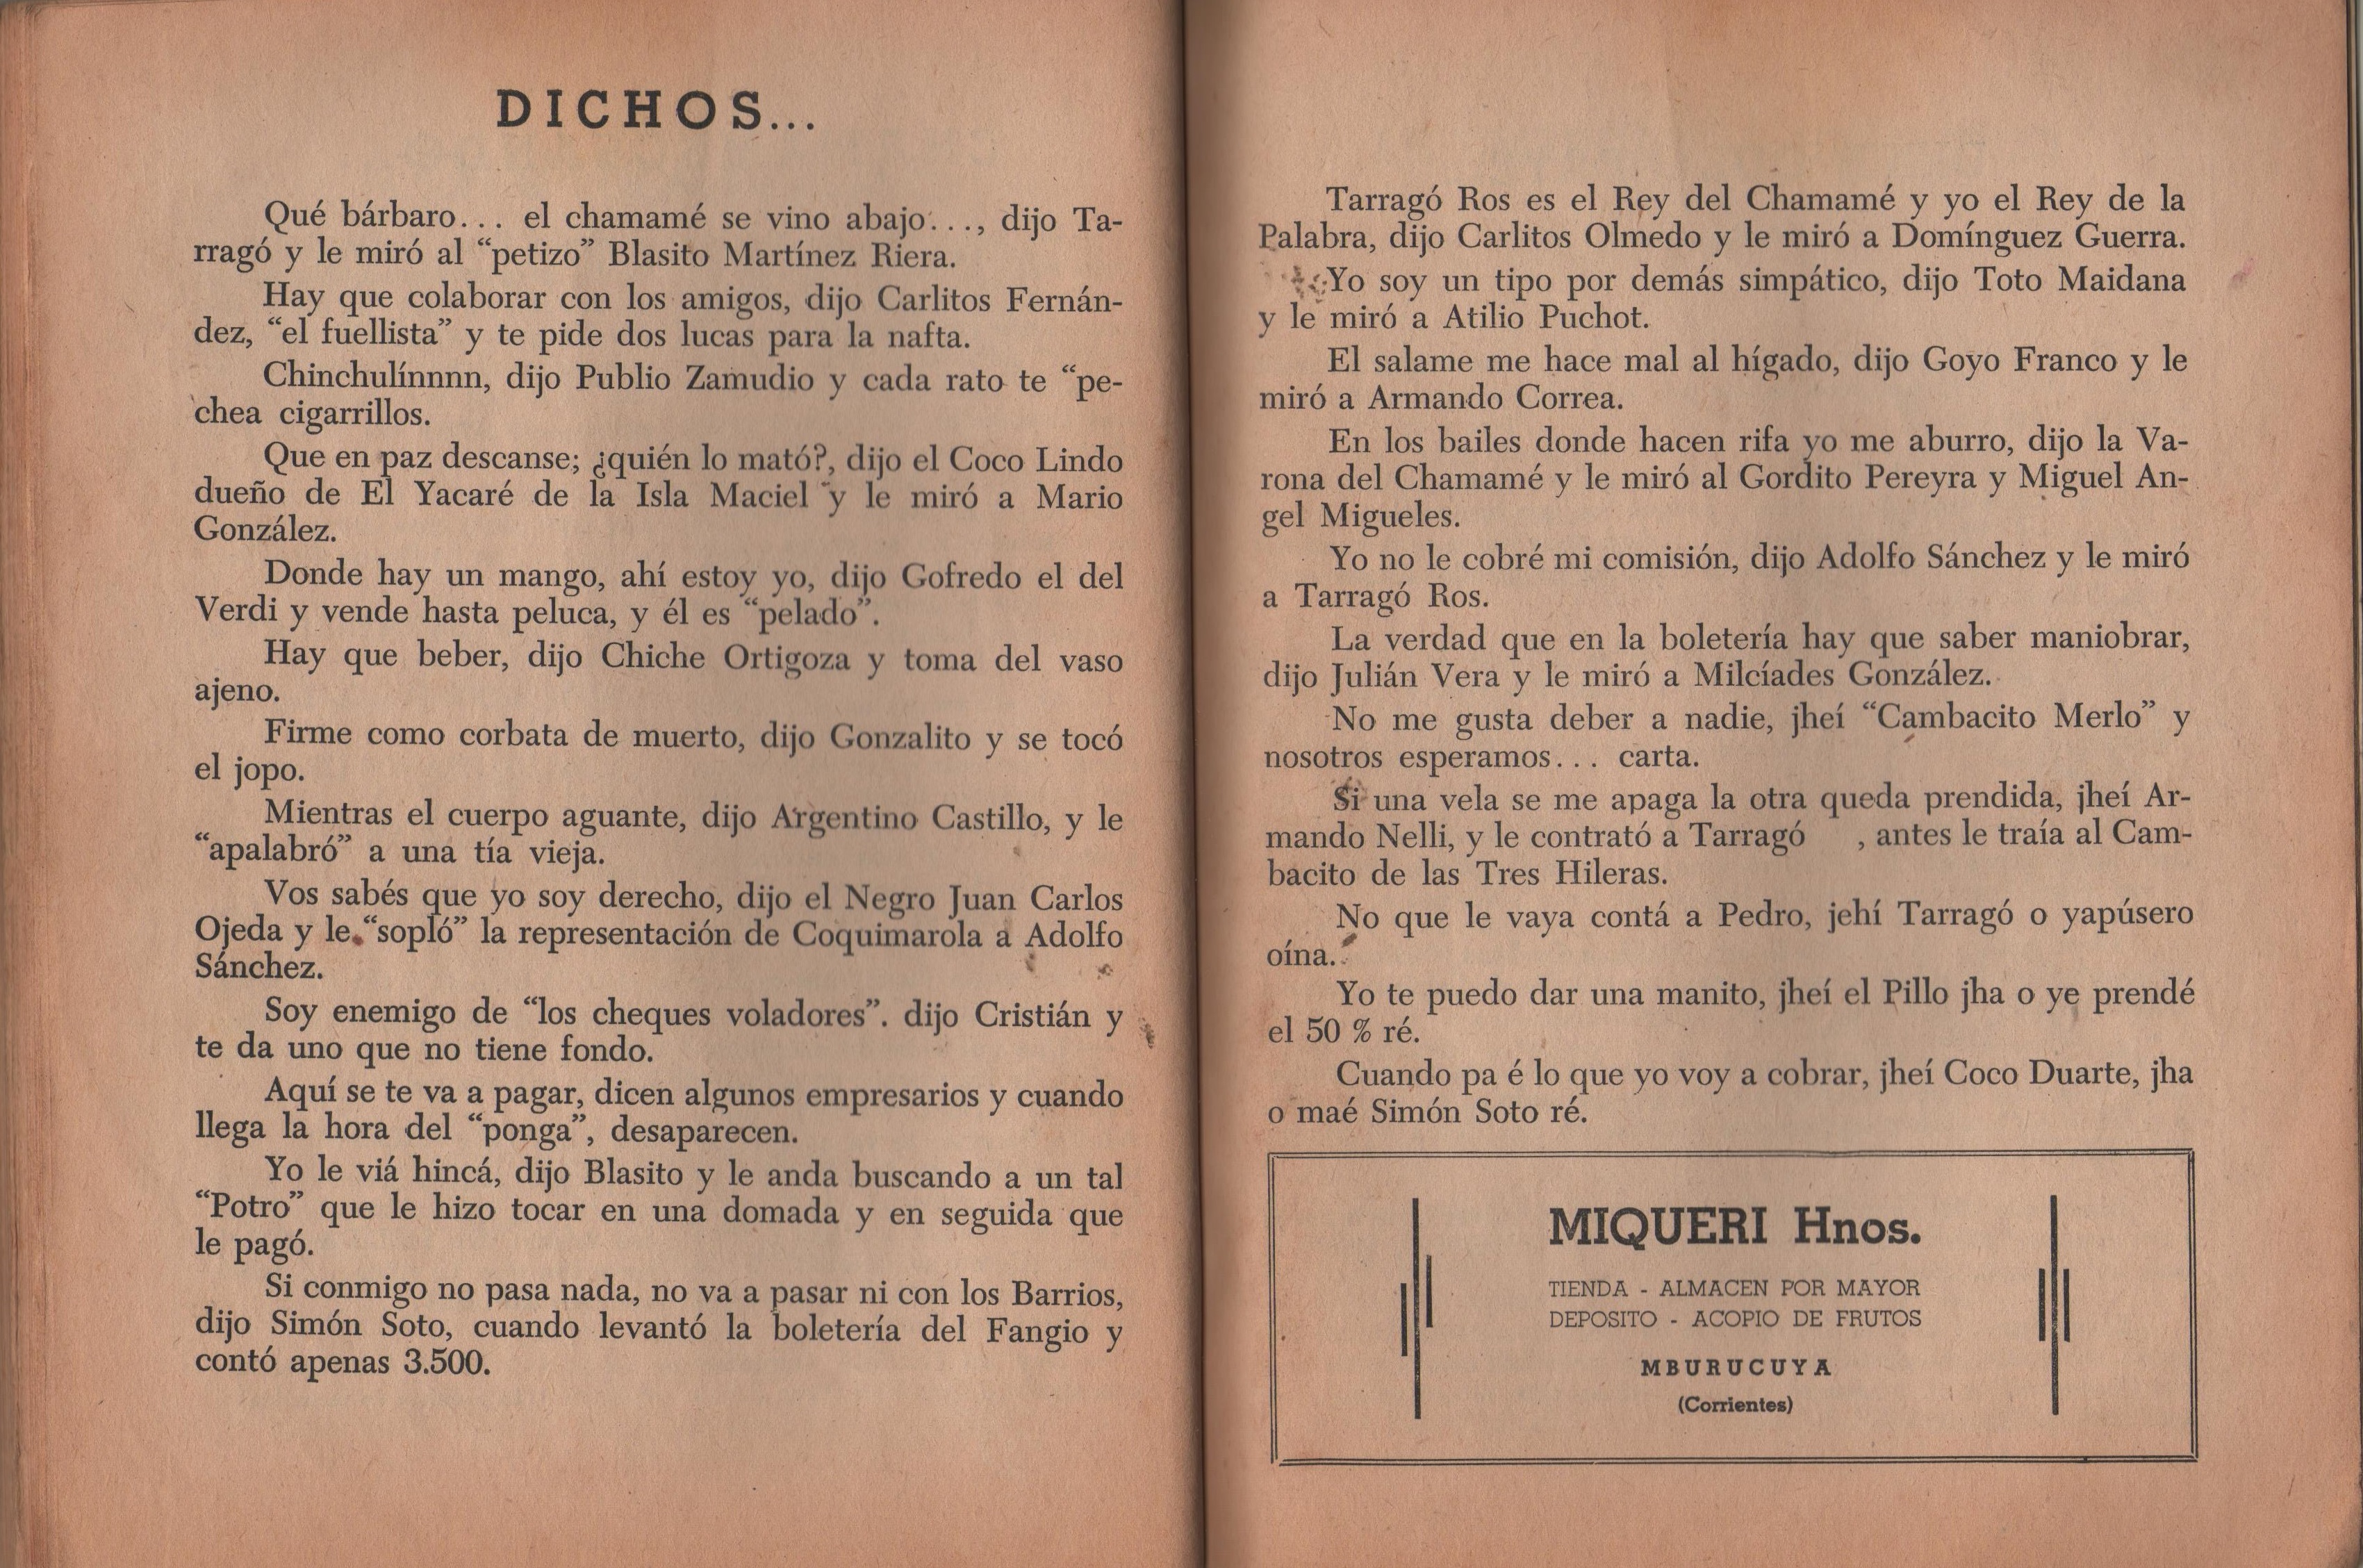 DICHOS...
Qué bárbaro... el chamamé se vino abajo..., dijo Ta-
rragó y le miró al “petizo” Blasito Martínez Riera.
Hay que colaborar con los amigos, dijo Carlitos Fernán-
dez, “el fuellista” y te pide dos lucas para la nafta.
Chinchulínnnn, dijo Publio Zamudio y cada rato te “pe-
chea cigarrillos.
Que en paz descanse; ¿quién lo mató?, dijo el Coco Lindo
dueño de El Yacaré de la Isla Maciel y le miró a Mario
González.
Donde hay un mango, ahí estoy yo, dijo Gofredo el del
Verdi y vende hasta peluca, y él es “pelado”.
Hay que beber, dijo Chiche Ortigoza y toma del vaso
ajeno.
Firme como corbata de muerto, dijo Gonzalito y se tocó
el jopo.
Mientras el cuerpo aguante, dijo Argentino Castillo, y le
“apalabró” a una tía vieja.
Vos sabés que yo soy derecho, dijo el Negro Juan Carlos
Ojeda y le “sopló” la representación de Coquimarola a Adolfo
Sánchez.
Soy enemigo de “los cheques voladores”. dijo Cristián y
te da uno que no tiene fondo.
Aquí se te va a pagar, dicen algunos empresarios y cuando
llega la hora del “ponga”, desaparecen.
Yo le viá hincá, dijo Blasito y le anda buscando a un tal
“Potro” que le hizo tocar en una domada y en seguida que
le pagó.
Si conmigo no pasa nada, no va a pasar ni con los Barrios,
dijo Simón Soto, cuando levantó la boletería del Fangio y
contó apenas 3.500.
Tarragó Ros es el Rey del Chamamé y yo el Rey de la
Palabra, dijo Carlitos Olmedo y le miró a Domínguez Guerra.
Yo soy un tipo por demás simpático, dijo Toto Maidana
y le miró a Atilio Puchot.
El salame me hace mal al hígado, dijo Goyo Franco y le
miró a Armando Correa.
En los bailes donde hacen rifa yo me aburro, dijo la Va-
rona del Chamamé y le miró al Gordito Pereyra y Miguel An-
gel Migueles.
Yo no le cobré mi comisión, dijo Adolfo Sánchez y le miró
a Tarragó Ros.
La verdad que en la boletería hay que saber maniobrar,
dijo Julián Vera y le miró a Milcíades González.
No me gusta deber a nadie, jheí “Cambacito Merlo” y
nosotros esperamos... carta.
Si una vela se me apaga la otra queda prendida, jheí Ar-
mando Nelli, y le contrató a Tarragó , antes le traía al Cam-
bacito de las Tres Hileras.
No que le vaya contá a Pedro, jehí Tarragó o yapúsero
oína.
Yo te puedo dar una manito, jheí el Pillo jha o ye prendé
el 50 % ré.
Cuando pa é lo que yo voy a cobrar, jheí Coco Duarte, jha
o maé Simón Soto ré.
MIQUERI Hnos.
TIENDA - ALMACEN POR MAYOR
DEPOSITO - ACOPIO DE FRUTOS
MBURUCUYA
(Corrientes)